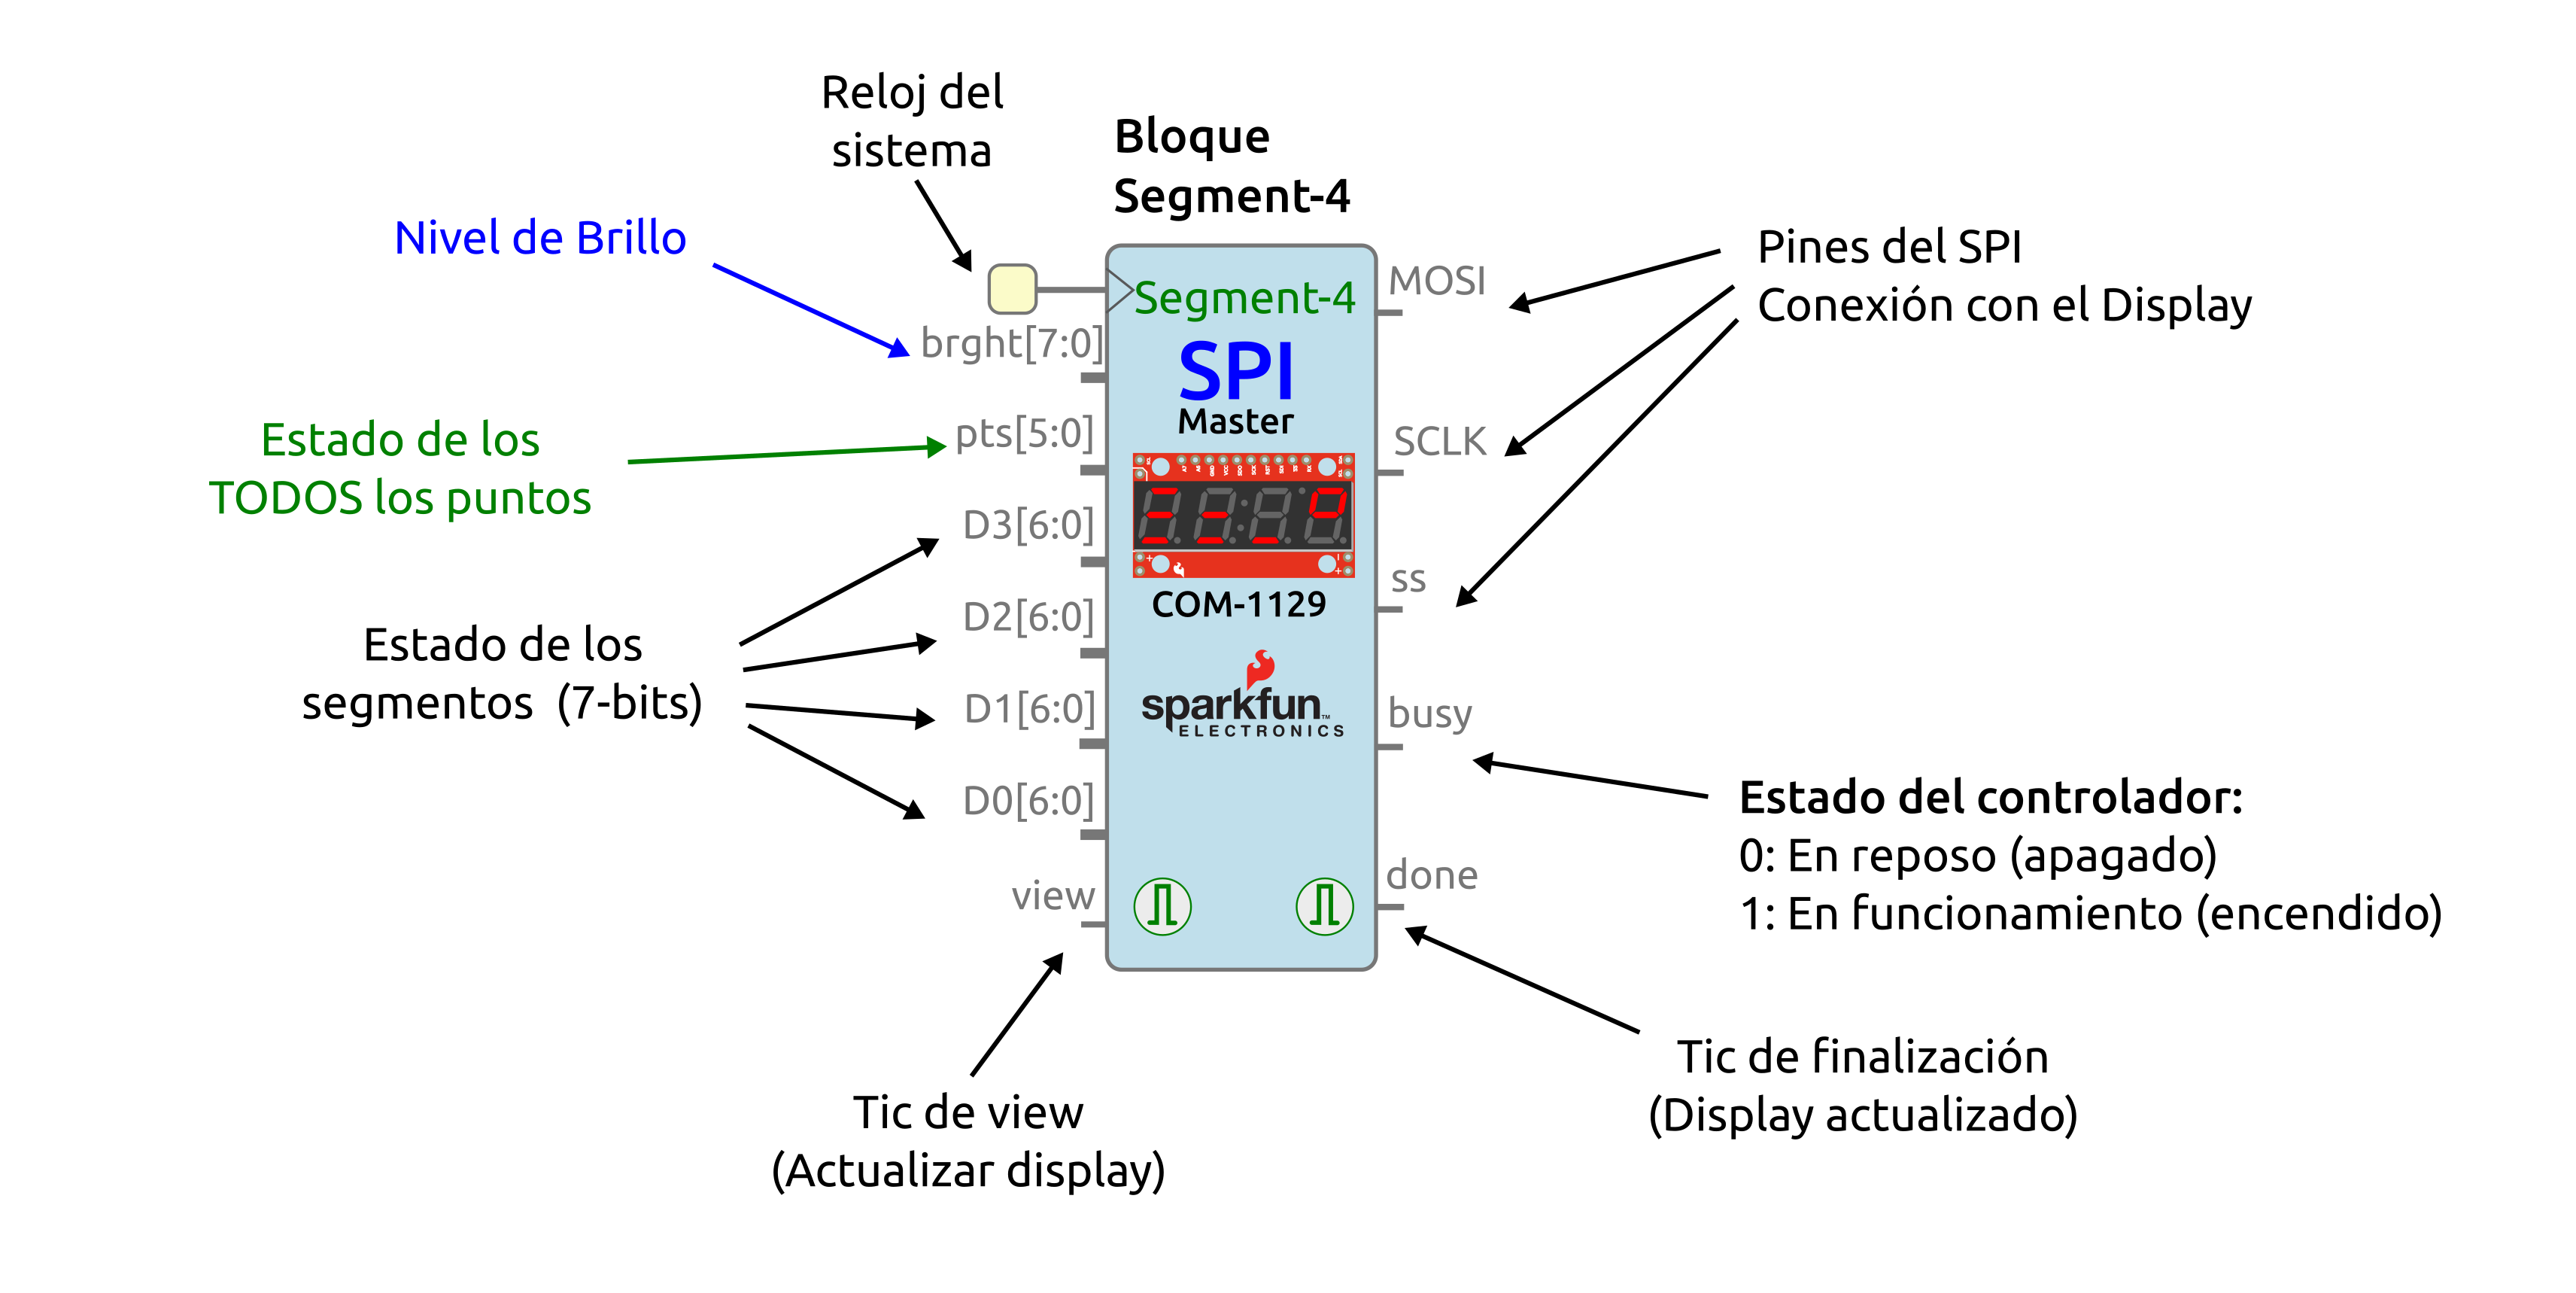 Reloj del
sistema
Bloque
Segment-4
Nivel de Brillo
Pines del SPI
Conexión con el Display
Segment-4
MOSI
brght[7:0]
SPI
Master
Estado de los
TODOS los puntos
pts[5:0]
SCLK
D3[6:0]
ss
COM-1129
D2[6:0]
Estado de los
segmentos (7-bits)
sparkfun™
ELECTRONICS
D1[6:0]
busy
D0[6:0]
Estado del controlador:
0: En reposo (apagado)
1: En funcionamiento (encendido)
view
done
Tic de finalización
(Display actualizado)
Tic de view
(Actualizar display)